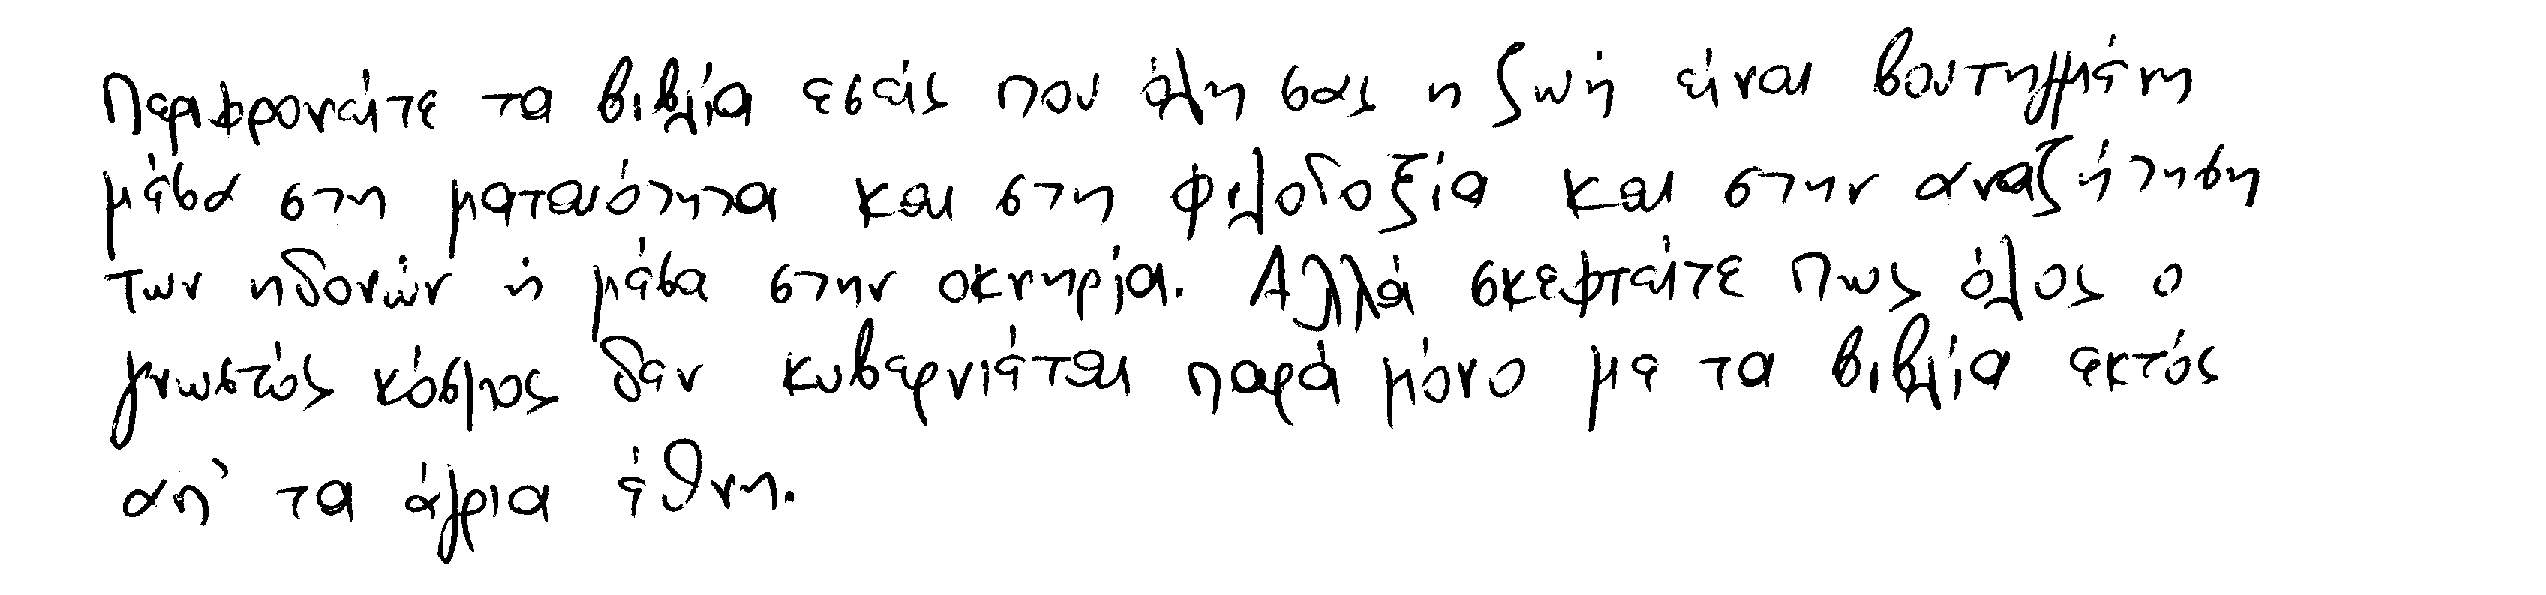 Περιφρονείτε τα βιβλία εσείς που όλη σας η ζωή είναι βουτηγμένη
μέσα στη ματαιότητα και στη φιλοδοξία και στην αναζήτηση
των ηδονών ή μέσα στην οκνηρία. Αλλά σκεφτείτε πως όλος ο
γνωστός κόσμος δεν κυβερνιέται παρά μόνο με τα βιβλία εκτός
απ' τα άγρια έθνη.